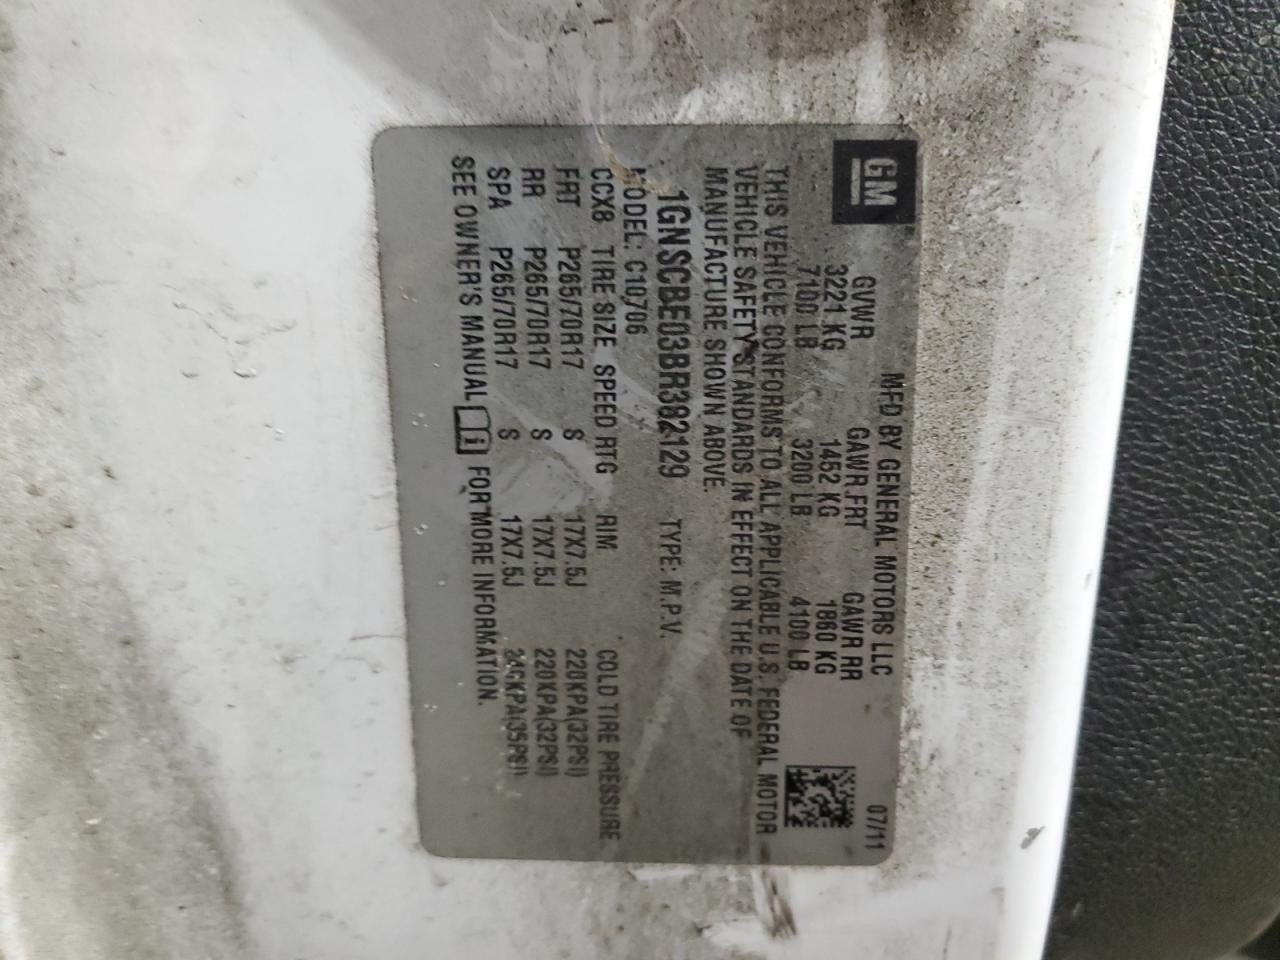 GM
MFD BY GENERAL MOTORS LLC 07/11
GVWR GAWR FRT GAWR RR
3221 KG 1452 KG 1860 KG
7100 LB 3200 LB 4100 LB
THIS VEHICLE CONFORMS TO ALL APPLICABLE U.S. FEDERAL MOTOR
VEHICLE SAFETY STANDARDS IN EFFECT ON THE DATE OF
MANUFACTURE SHOWN ABOVE.
1GNSCBE03BR382129 TYPE: M.P.V.
MODEL: C10706
CCX8 TIRE SIZE SPEED RTG RIM COLD TIRE PRESSURE
FRT P265/70R17 S 17X7.5J 220KPA(32PSI)
RR P265/70R17 S 17X7.5J 220KPA(32PSI)
SPA P265/70R17 S 17X7.5J 240KPA(35PSI)
SEE OWNER'S MANUAL i FOR MORE INFORMATION.